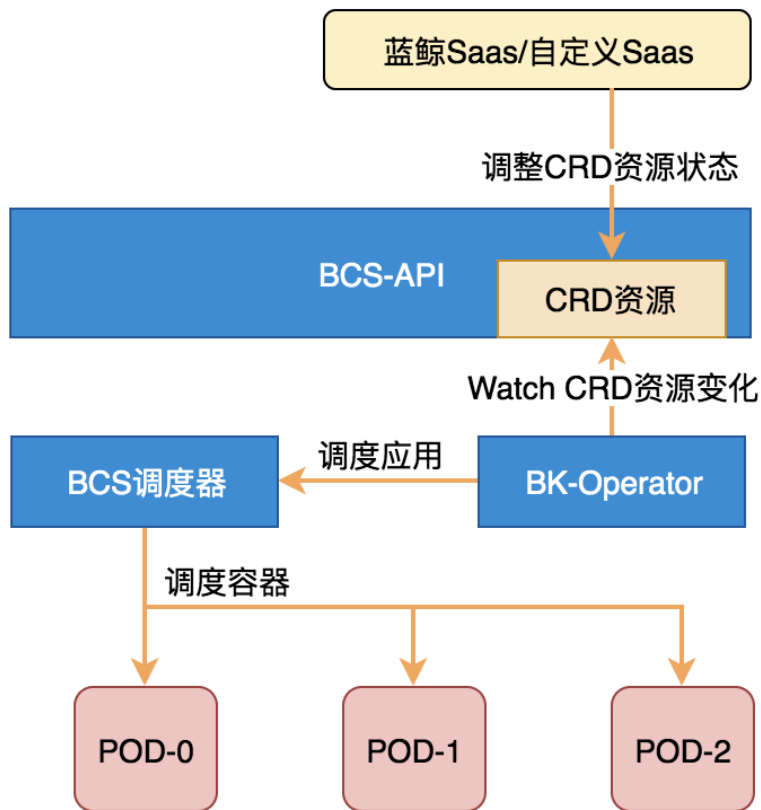 蓝鲸Saas/自定义Saas
调整CRD资源状态
BCS-API
CRD资源
Watch CRD资源变化
BCS调度器
调度应用
BK-Operator
调度容器
POD-0
POD-1
POD-2